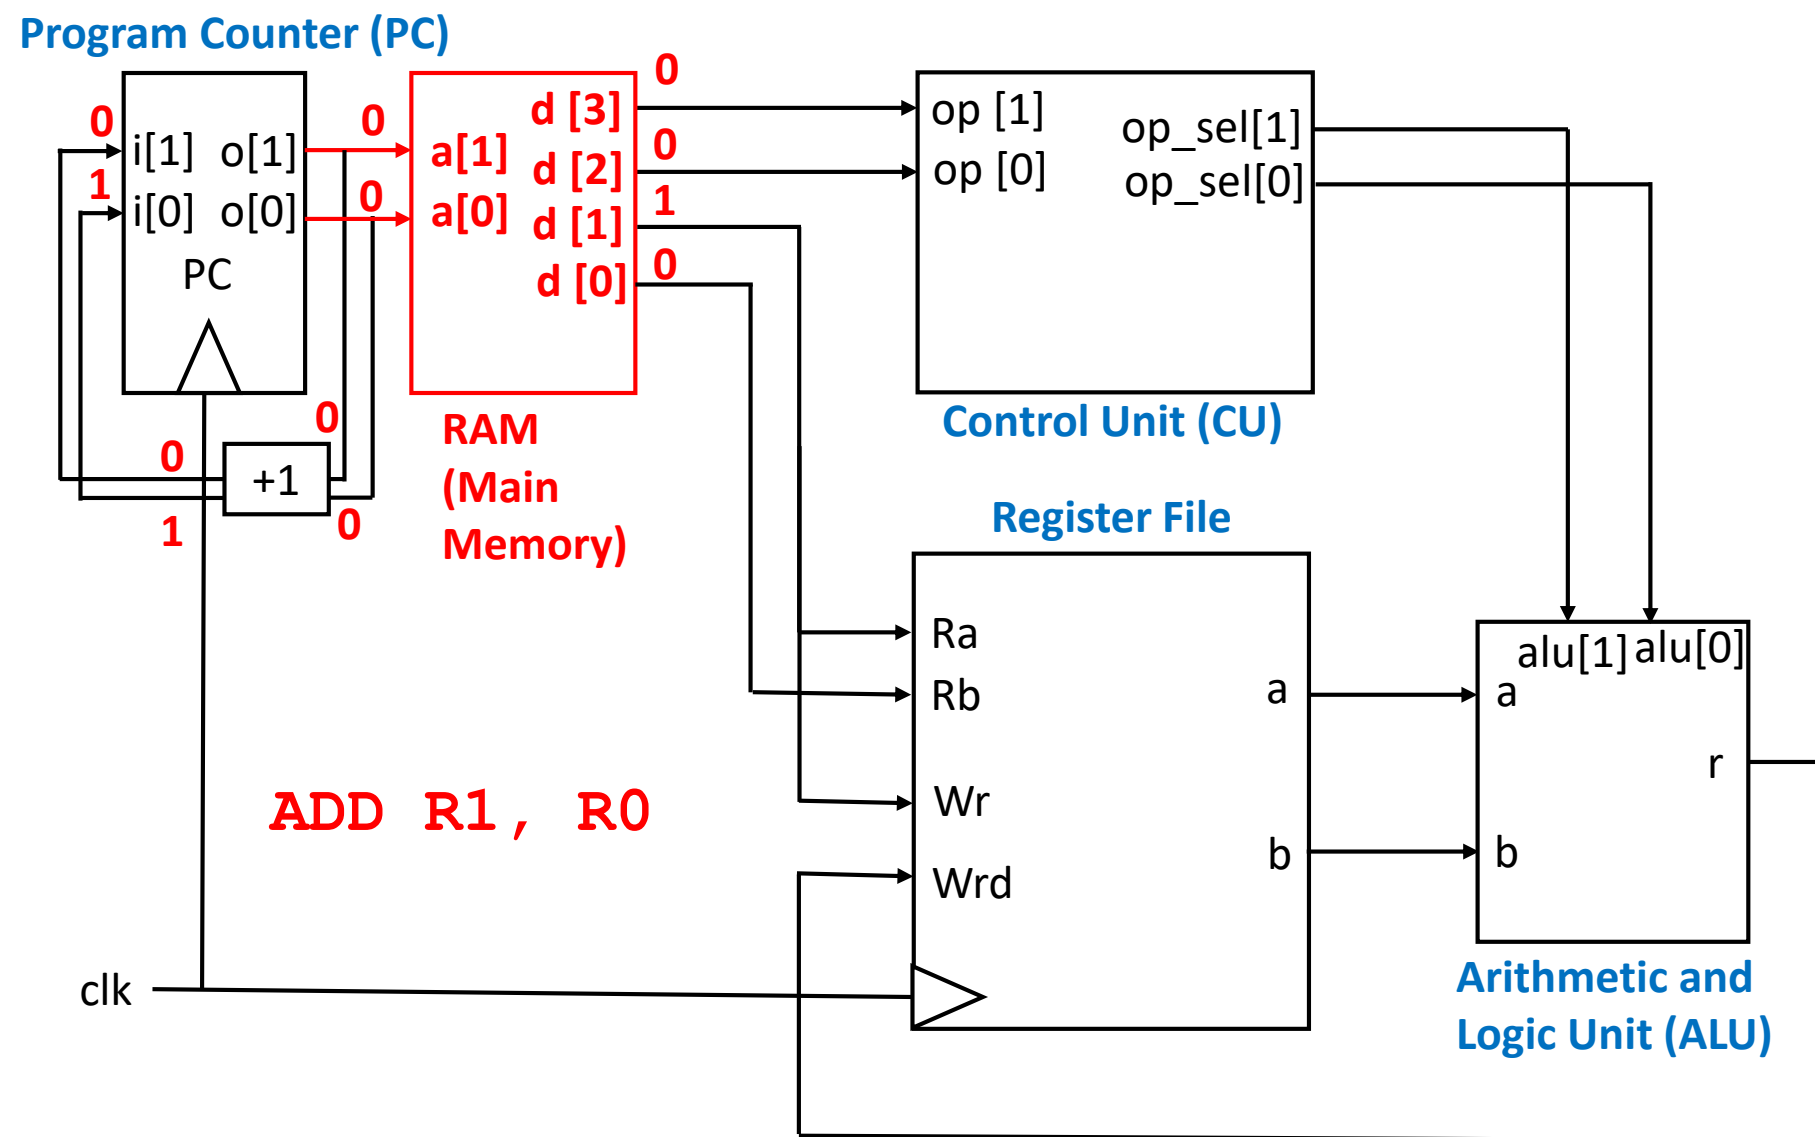 Program Counter (PC)
0
i[1] o[1]
1
i[0] o[0]
PC
0
0
a[1]
a[0]
d [3]
d [2]
d [1]
d [0]
0
0
1
0
RAM
(Main
Memory)
0
1
+1
0
0
op [1]
op [0]
op_sel[1]
op_sel[0]
Control Unit (CU)
Register File
Ra
Rb
Wr
Wrd
a
b
alu[1] alu[0]
a
b
r
Arithmetic and
Logic Unit (ALU)
ADD R1, R0
clk